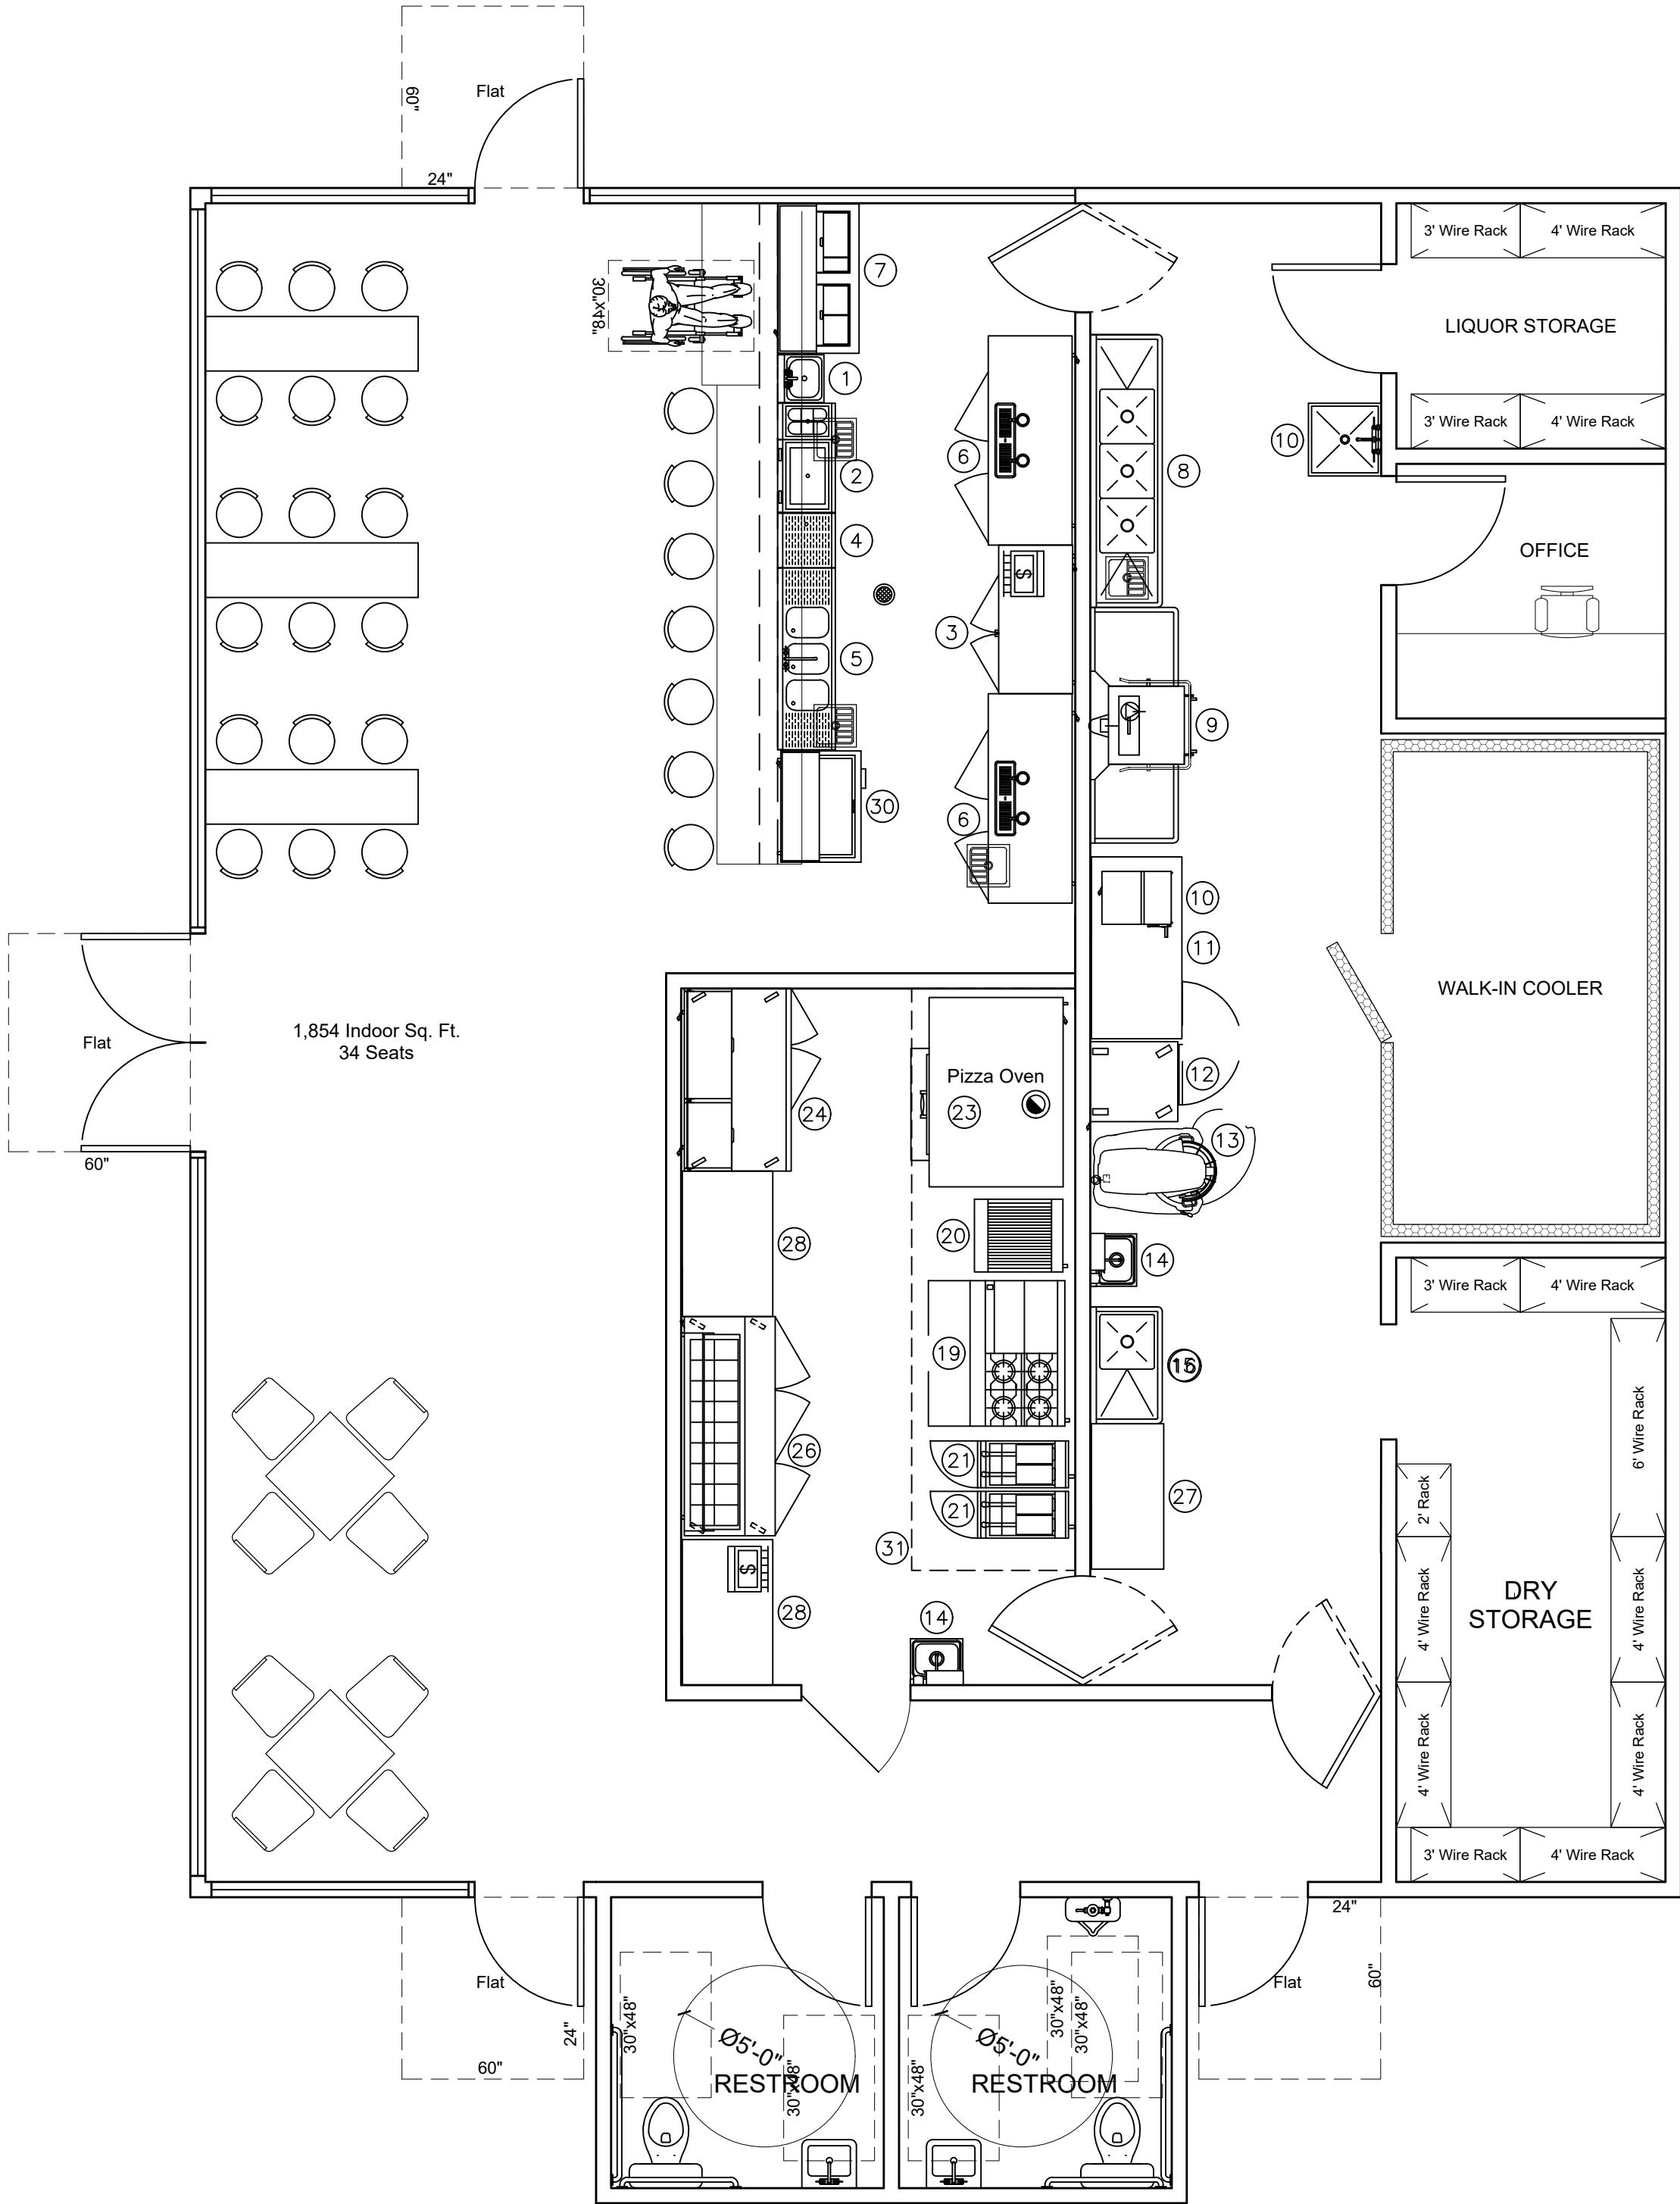 60"
Flat
24"
3' Wire Rack
4' Wire Rack
7
30"x48"
LIQUOR STORAGE
1
3' Wire Rack
4' Wire Rack
10
6
8
2
4
OFFICE
S
3
5
9
30
6
10
11
WALK-IN COOLER
1,854 Indoor Sq. Ft.
34 Seats
Flat
60"
Pizza Oven
23
24
12
13
20
28
14
3' Wire Rack
4' Wire Rack
19
6' Wire Rack
26
21
21
27
2' Rack
31
S
28
14
4' Wire Rack
DRY
STORAGE
4' Wire Rack
4' Wire Rack
4' Wire Rack
3' Wire Rack
4' Wire Rack
24"
Flat
24"
60"
30"x48"
Ø5'-0"
30"x48"
RESTROOM
30"x48"
Ø5'-0"
RESTROOM
30"x48"
30"x48"
Flat
60"